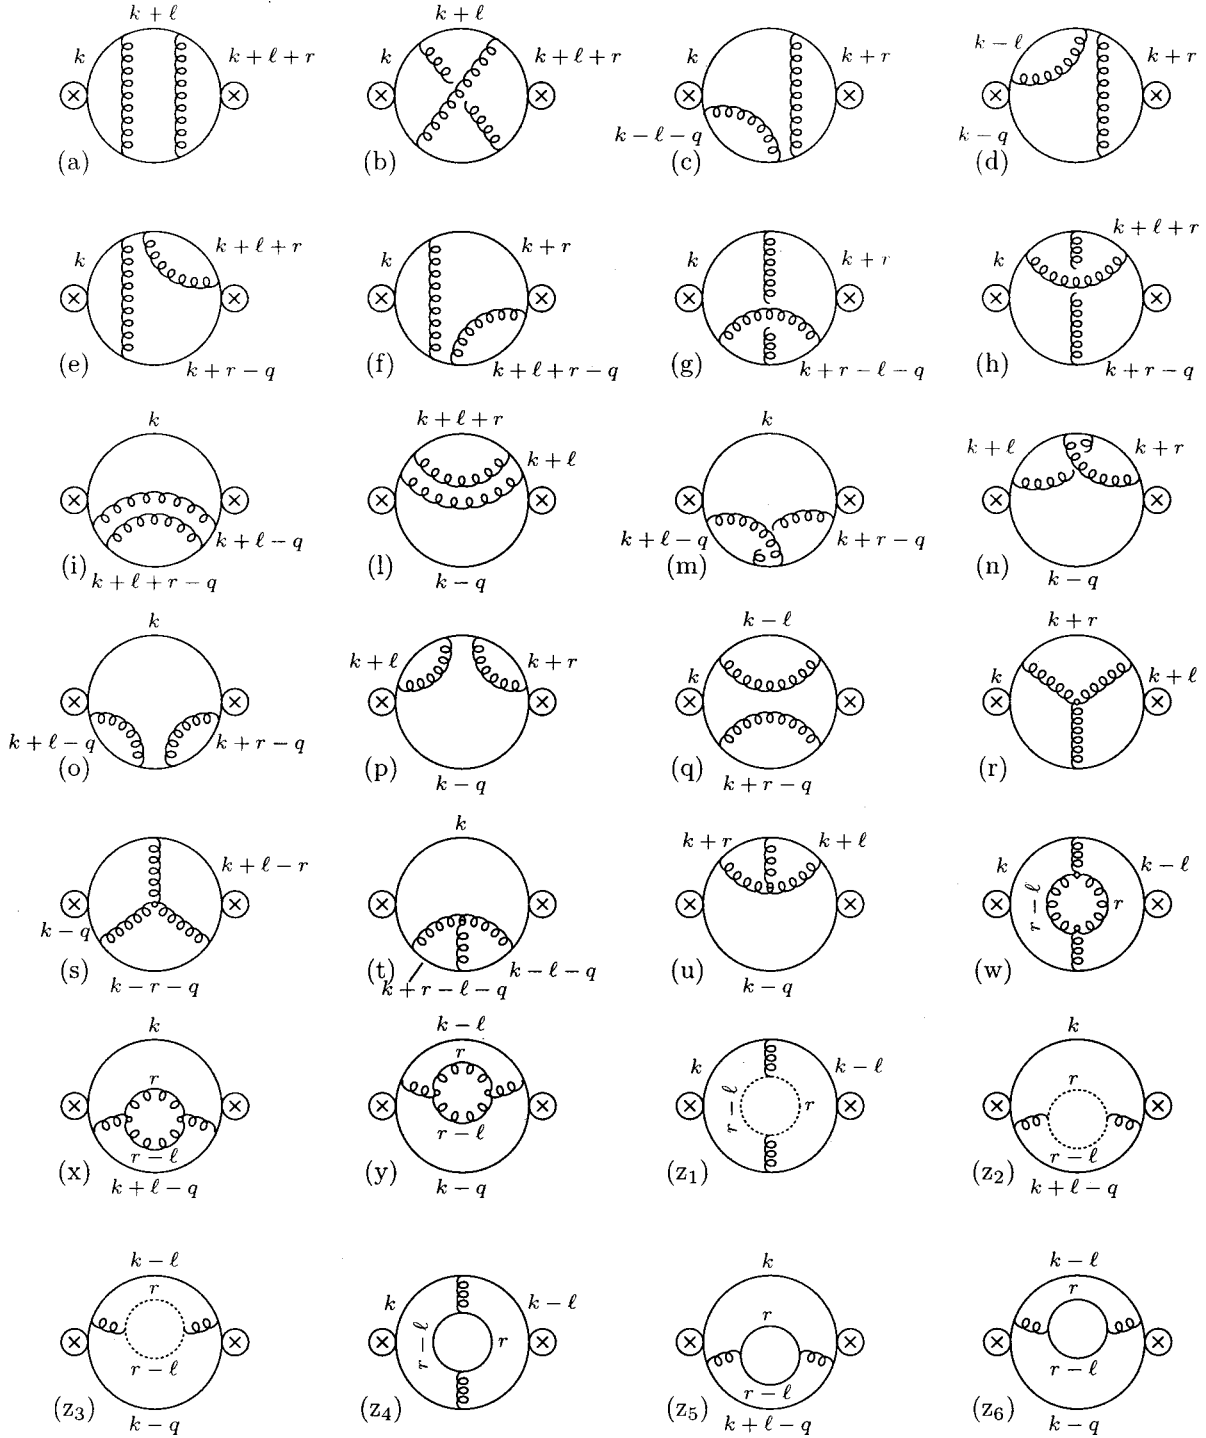 k + ℓ k + ℓ
k k + ℓ + r k k + ℓ + r k k + r k − ℓ k + r
k − ℓ − q k − q
(a) (b) (c) (d)
k k + ℓ + r k k + r k k + r k k + ℓ + r
k + r − q k + ℓ + r − q k + r − ℓ − q k + r − q
(e) (f) (g) (h)
k k + ℓ + r k
k + ℓ k + ℓ k + r
k + ℓ − q k + ℓ − q k + r − q
(i) (l) (m) (n)
k + ℓ + r − q k − q k − q
k k − ℓ k + r
k + ℓ k + r k k k + ℓ
k + ℓ − q k + r − q
(o) (p) (q) (r)
k − q k + r − q
k
k + ℓ − r k + r k + ℓ k k − ℓ
k − q r − ℓ r
(s) (t) k − ℓ − q (u) (w)
k − r − q k + r − ℓ − q k − q
k k − ℓ k
r r k k − ℓ r
r − ℓ r
r − ℓ r − ℓ r − ℓ
(x) (y) (z₁) (z₂)
k + ℓ − q k − q k + ℓ − q
k − ℓ k k − ℓ
r k k − ℓ r r
r − ℓ r
r − ℓ r − ℓ r − ℓ
(z₃) (z₄) (z₅) (z₆)
k − q k + ℓ − q k − q